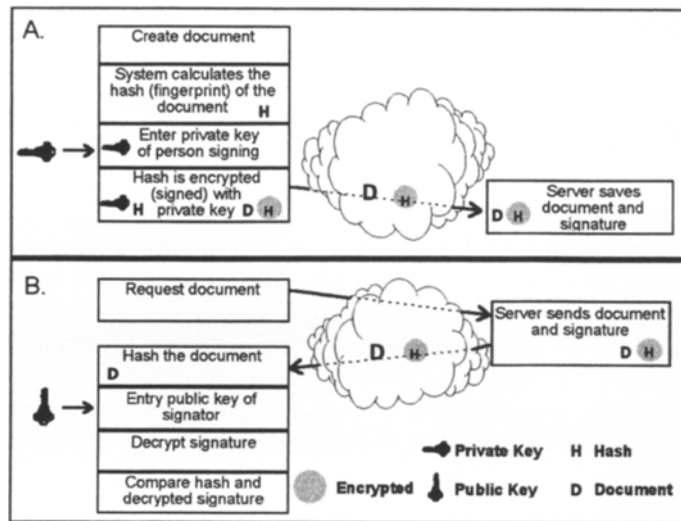 A.
Create document
System calculates the
hash (fingerprint) of the
document H
Enter private key
of person signing
Hash is encrypted
(signed) with
H private key D H
D H
Server saves
D H document and
signature
B.
Request document
Server sends document
and signature
D H
D H
Hash the document
D
Entry public key of
signator
Decrypt signature
Compare hash and
decrypted signature
Private Key H Hash
Encrypted Public Key D Document